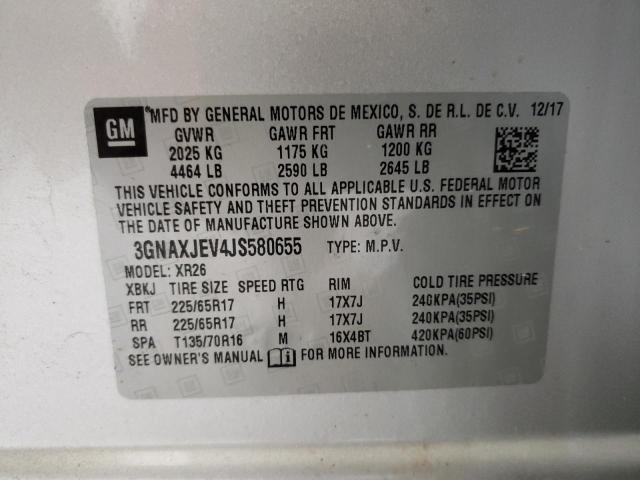 GM
MFD BY GENERAL MOTORS DE MEXICO, S. DE R.L. DE C.V. 12/17
GVWR GAWR FRT GAWR RR
2025 KG 1175 KG 1200 KG
4464 LB 2590 LB 2645 LB
THIS VEHICLE CONFORMS TO ALL APPLICABLE U.S. FEDERAL MOTOR
VEHICLE SAFETY AND THEFT PREVENTION STANDARDS IN EFFECT ON
THE DATE OF MANUFACTURE SHOWN ABOVE.
3GNAXJEV4JS580655 TYPE: M.P.V.
MODEL: XR26
XBKJ TIRE SIZE SPEED RTG RIM COLD TIRE PRESSURE
FRT 225/65R17 H 17X7J 240KPA(35PSI)
RR 225/65R17 H 17X7J 240KPA(35PSI)
SPA T135/70R16 M 16X4BT 420KPA(60PSI)
SEE OWNER'S MANUAL FOR MORE INFORMATION.